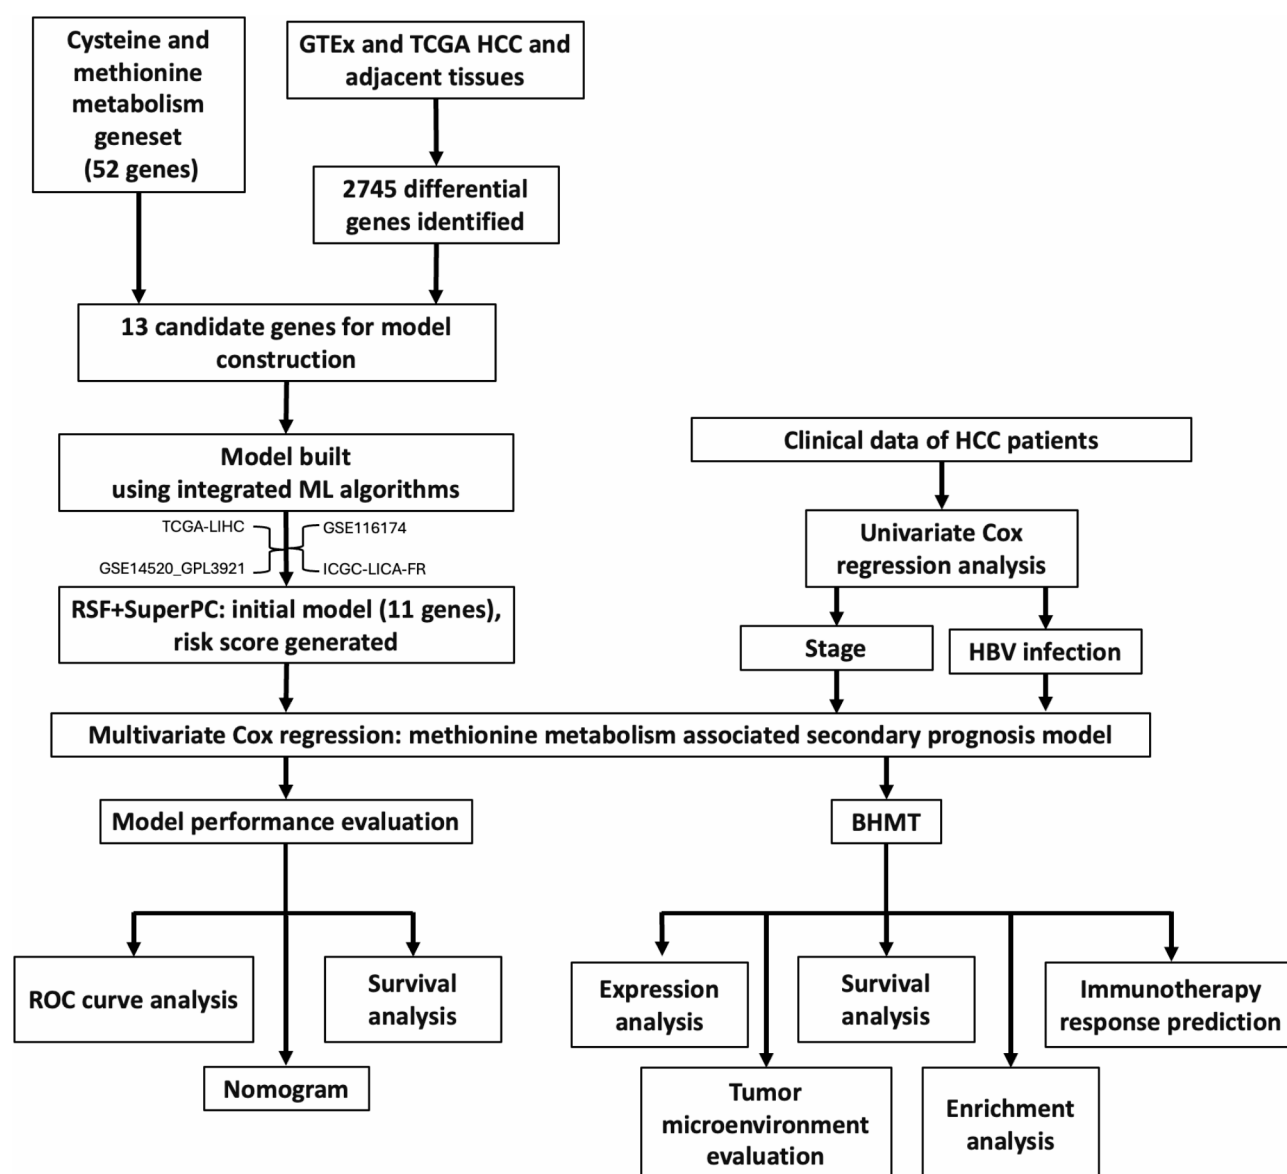 Cysteine and
methionine
metabolism
geneset
(52 genes)
GTEx and TCGA HCC and
adjacent tissues
2745 differential
genes identified
13 candidate genes for model
construction
Model built
using integrated ML algorithms
TCGA-LIHC
GSE116174
GSE14520_GPL3921
ICGC-LICA-FR
RSF+SuperPC: initial model (11 genes),
risk score generated
Clinical data of HCC patients
Univariate Cox
regression analysis
Stage
HBV infection
Multivariate Cox regression: methionine metabolism associated secondary prognosis model
Model performance evaluation
BHMT
ROC curve analysis
Survival
analysis
Nomogram
Expression
analysis
Survival
analysis
Immunotherapy
response prediction
Tumor
microenvironment
evaluation
Enrichment
analysis